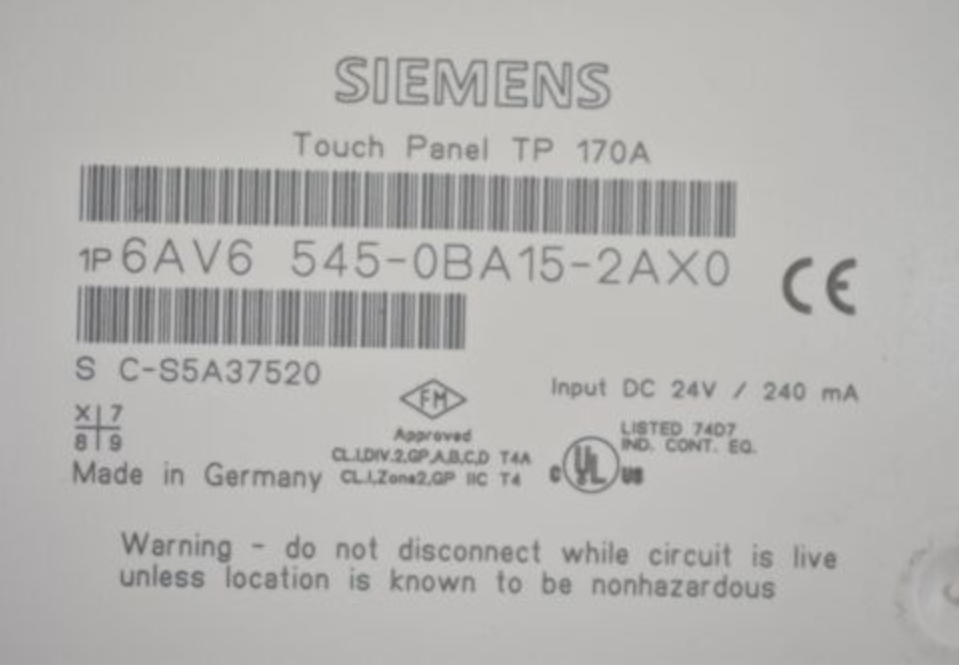 SIEMENS
Touch Panel TP 170A
1P 6AV6 545-0BA15-2AX0
S C-S5A37520
Input DC 24V / 240 mA
X 7
8 9
FM
Approved
CL.I,DIV.2,GP.A,B,C,D T4A
CL.I,Zone2,GP IIC T4
LISTED 74D7
IND. CONT. EQ.
c UL us
Made in Germany
CE
Warning - do not disconnect while circuit is live
unless location is known to be nonhazardous